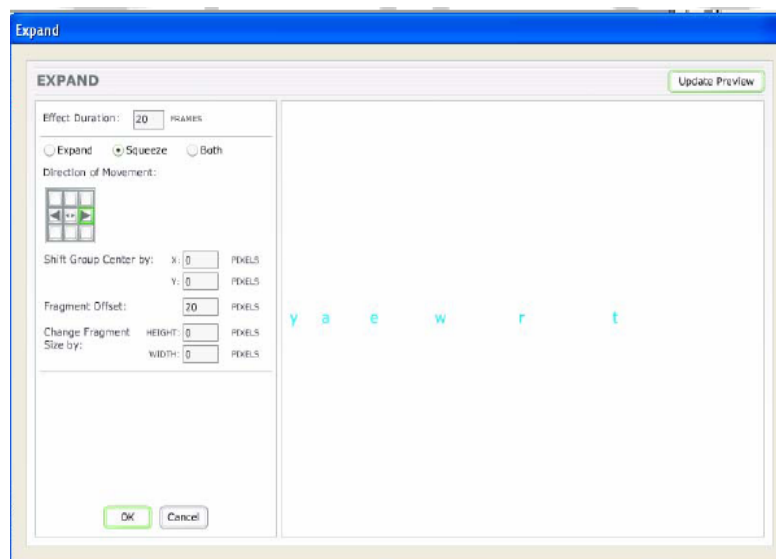 Expand
EXPAND
Update Preview
Effect Duration: 20 FRAMES
Expand Squeeze Both
Direction of Movement:
Shift Group Center by: X: 0 PIXELS
Y: 0 PIXELS
Fragment Offset: 20 PIXELS
Change Fragment Size by: HEIGHT: 0 PIXELS
WIDTH: 0 PIXELS
y a e w r t
OK Cancel